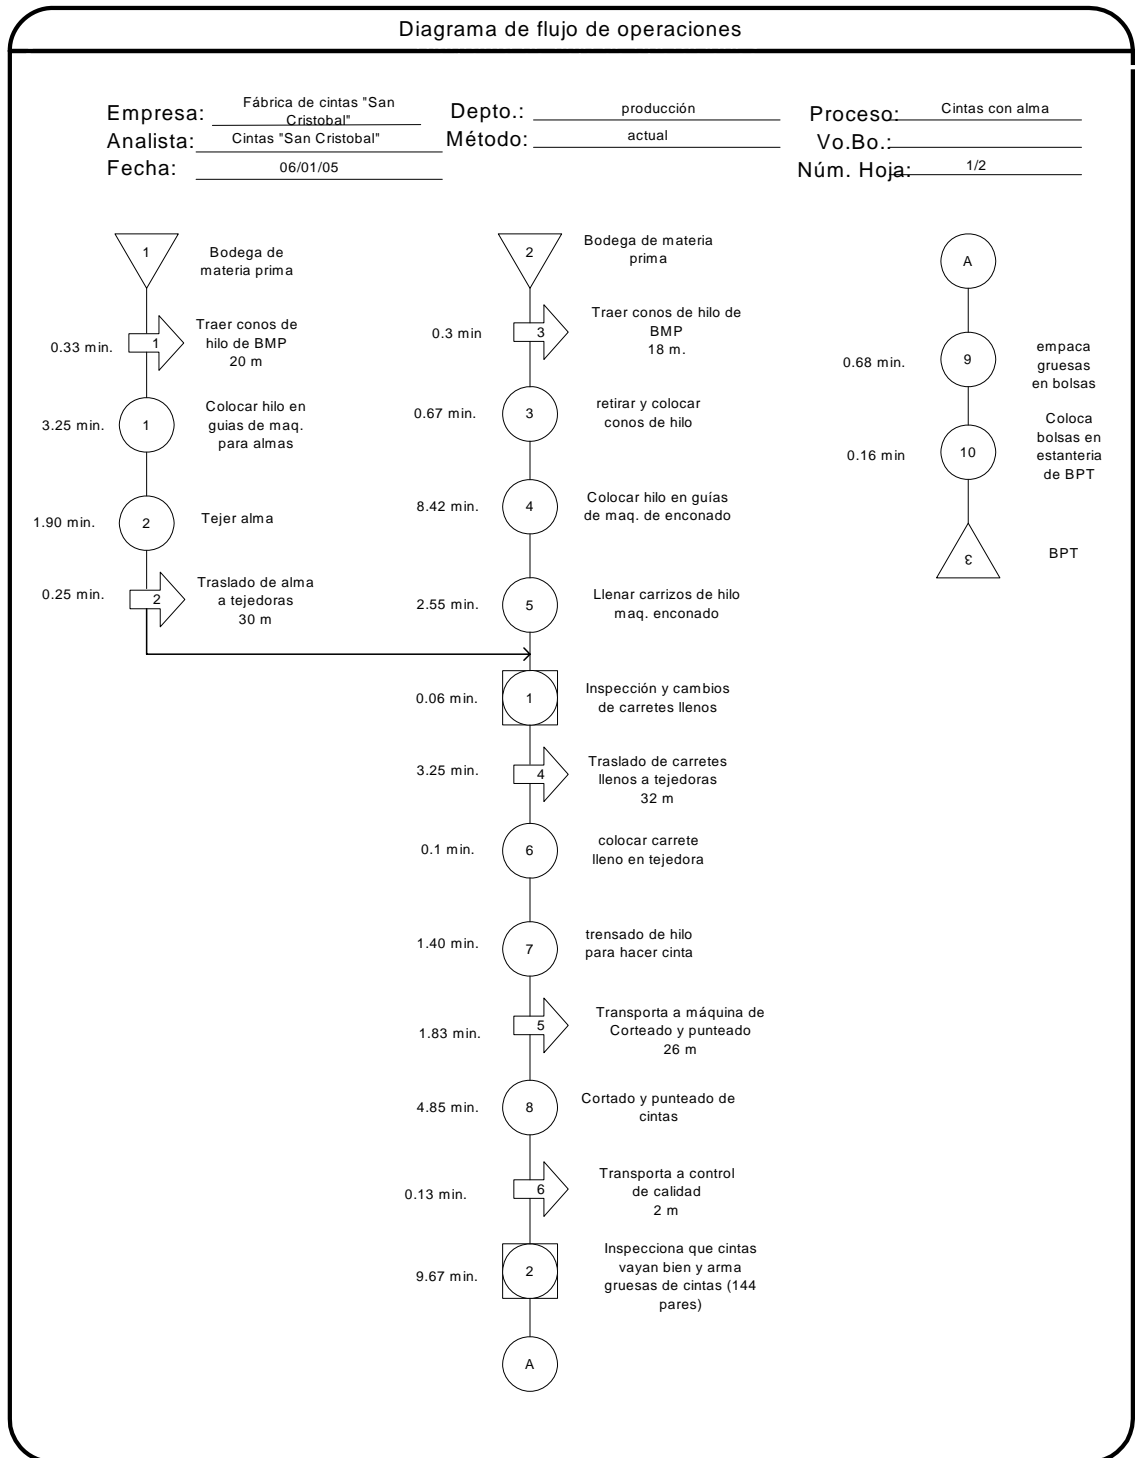 Diagrama de flujo de operaciones
Empresa: Fábrica de cintas "San
Cristobal"
Analista: Cintas "San Cristobal"
Fecha: 06/01/05
Depto.: producción
Método: actual
Proceso: Cintas con alma
Vo.Bo.:
Núm. Hoja: 1/2
1
Bodega de
materia prima
0.33 min.
1
Traer conos de
hilo de BMP
20 m
3.25 min.
1
Colocar hilo en
guias de maq.
para almas
1.90 min.
2
Tejer alma
0.25 min.
2
Traslado de alma
a tejedoras
30 m
2
Bodega de materia
prima
0.3 min
3
Traer conos de hilo de
BMP
18 m.
0.67 min.
3
retirar y colocar
conos de hilo
8.42 min.
4
Colocar hilo en guías
de maq. de enconado
2.55 min.
5
Llenar carrizos de hilo
maq. enconado
0.06 min.
1
Inspección y cambios
de carretes llenos
3.25 min.
4
Traslado de carretes
llenos a tejedoras
32 m
0.1 min.
6
colocar carrete
lleno en tejedora
1.40 min.
7
trensado de hilo
para hacer cinta
1.83 min.
5
Transporta a máquina de
Corteado y punteado
26 m
4.85 min.
8
Cortado y punteado de
cintas
0.13 min.
6
Transporta a control
de calidad
2 m
9.67 min.
2
Inspecciona que cintas
vayan bien y arma
gruesas de cintas (144
pares)
A
A
0.68 min.
9
empaca
gruesas
en bolsas
0.16 min
10
Coloca
bolsas en
estanteria
de BPT
3
BPT